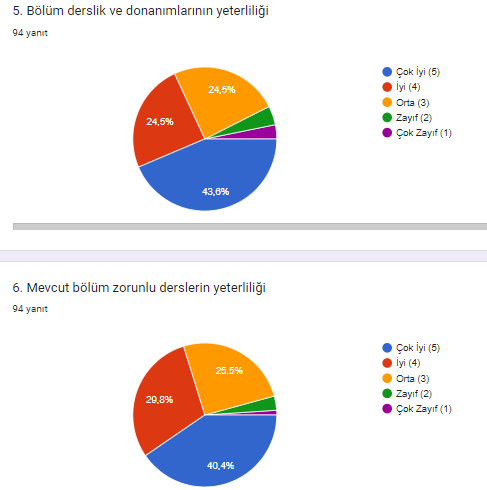 5. Bölüm derslik ve donanımlarının yeterliliği
94 yanıt
Çok İyi (5)
İyi (4)
Orta (3)
Zayıf (2)
Çok Zayıf (1)
24,5%
24,5%
43,6%
6. Mevcut bölüm zorunlu derslerin yeterliliği
94 yanıt
Çok İyi (5)
İyi (4)
Orta (3)
Zayıf (2)
Çok Zayıf (1)
25,5%
29,8%
40,4%